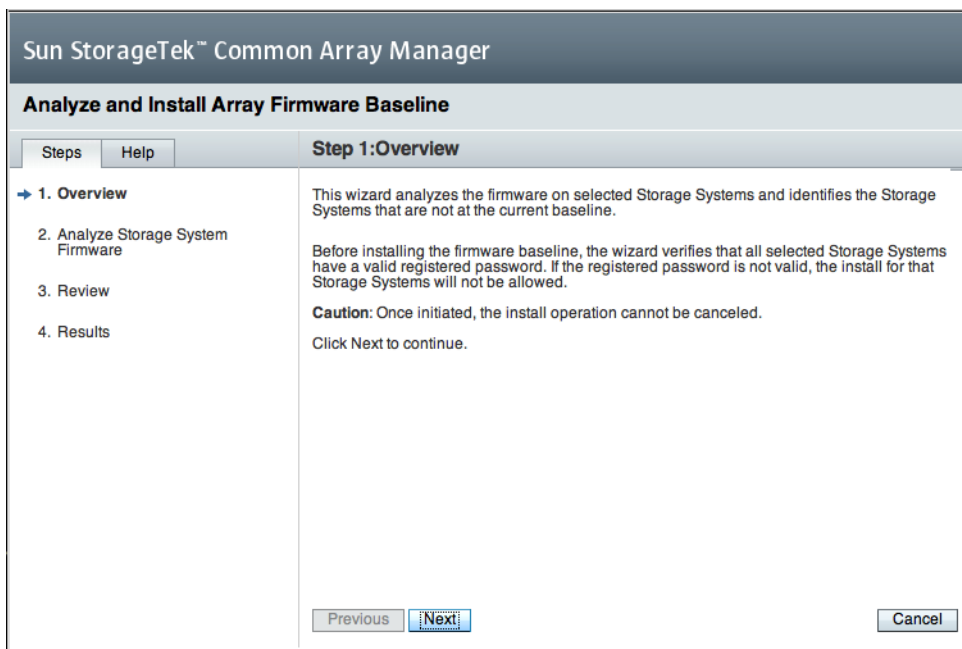 Sun StorageTek™ Common Array Manager
Analyze and Install Array Firmware Baseline
Steps
Help
1. Overview
2. Analyze Storage System
Firmware
3. Review
4. Results
Step 1:Overview
This wizard analyzes the firmware on selected Storage Systems and identifies the Storage
Systems that are not at the current baseline.
Before installing the firmware baseline, the wizard verifies that all selected Storage Systems
have a valid registered password. If the registered password is not valid, the install for that
Storage Systems will not be allowed.
Caution: Once initiated, the install operation cannot be canceled.
Click Next to continue.
Previous
Next
Cancel